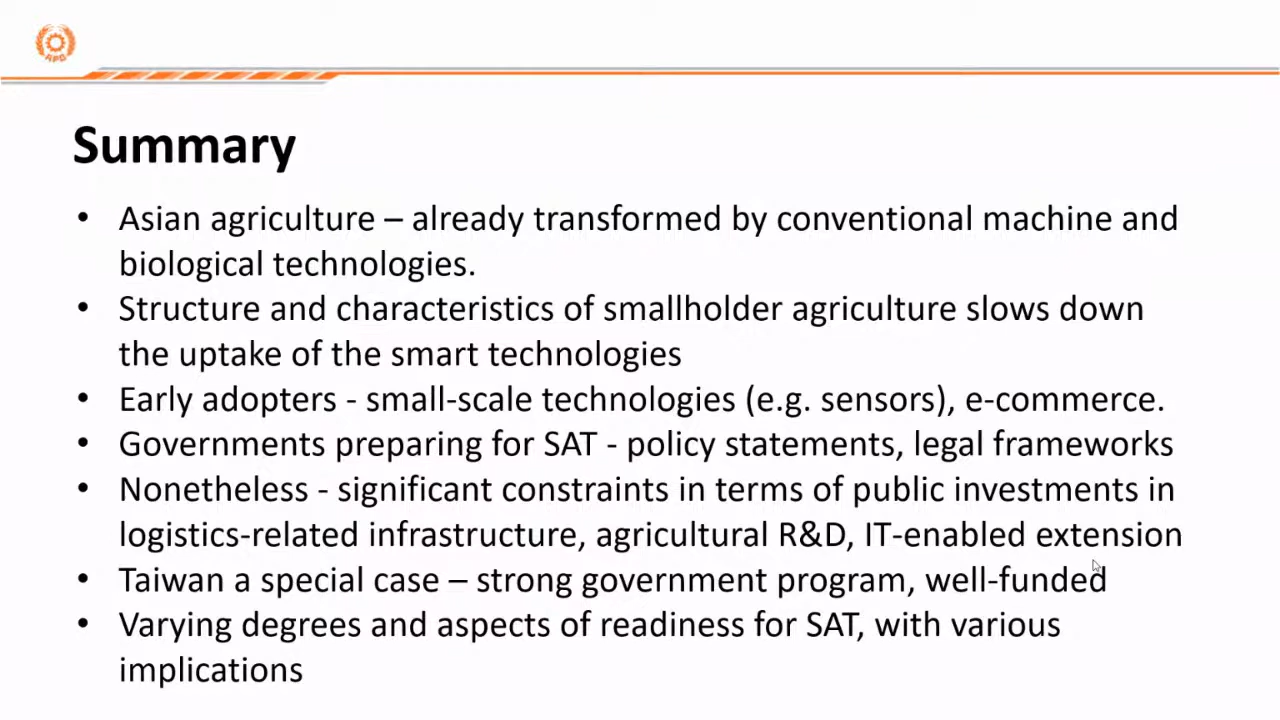 APO
Summary
• Asian agriculture – already transformed by conventional machine and
biological technologies.
• Structure and characteristics of smallholder agriculture slows down
the uptake of the smart technologies
• Early adopters - small-scale technologies (e.g. sensors), e-commerce.
• Governments preparing for SAT - policy statements, legal frameworks
• Nonetheless - significant constraints in terms of public investments in
logistics-related infrastructure, agricultural R&D, IT-enabled extension
• Taiwan a special case – strong government program, well-funded
• Varying degrees and aspects of readiness for SAT, with various
implications